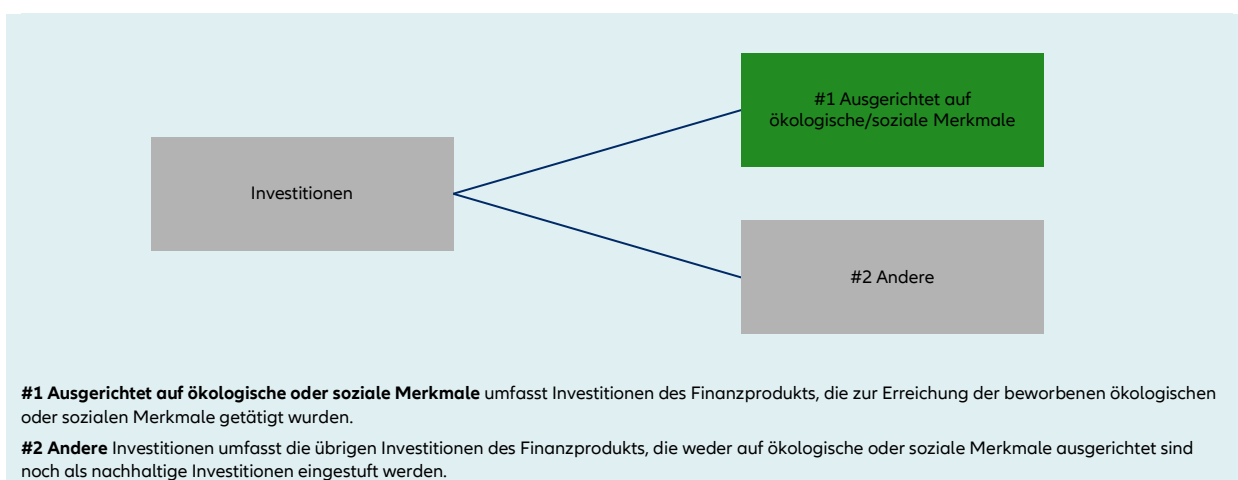 #1 Ausgerichtet auf
ökologische/soziale Merkmale
Investitionen
#2 Andere
#1 Ausgerichtet auf ökologische oder soziale Merkmale umfasst Investitionen des Finanzprodukts, die zur Erreichung der beworbenen ökologischen
oder sozialen Merkmale getätigt wurden.
#2 Andere Investitionen umfasst die übrigen Investitionen des Finanzprodukts, die weder auf ökologische oder soziale Merkmale ausgerichtet sind
noch als nachhaltige Investitionen eingestuft werden.